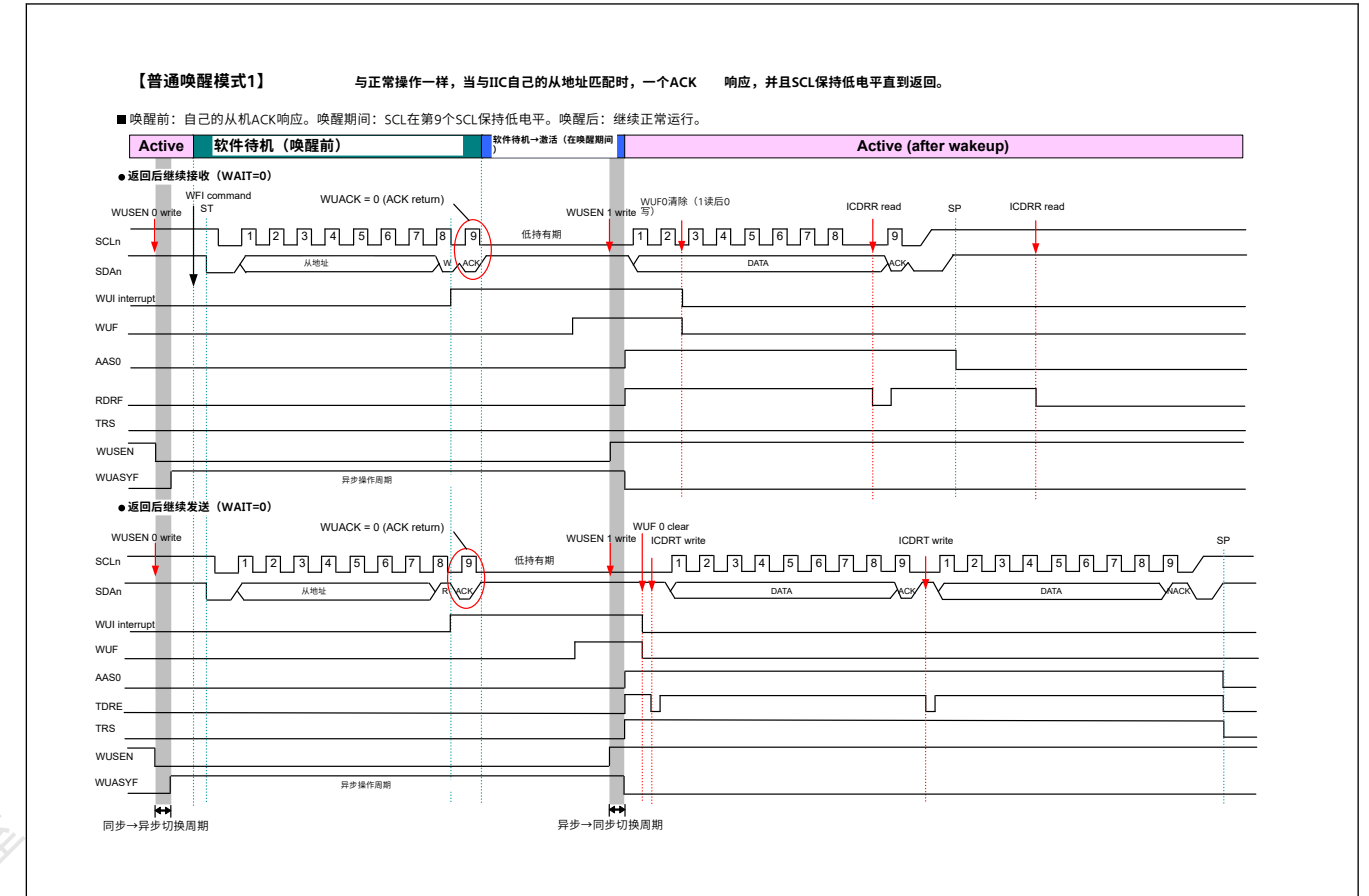 【普通唤醒模式1】 与正常操作一样，当与IIC自己的从地址匹配时，一个ACK 响应，并且SCL保持低电平直到返回。
■ 唤醒前：自己的从机ACK响应。唤醒期间：SCL在第9个SCL保持低电平。唤醒后：继续正常运行。
Active 软件待机（唤醒前） 软件待机→激活（在唤醒期间） Active (after wakeup)
● 返回后继续接收（WAIT=0）
WFI command
WUSEN 0 write ST WUACK = 0 (ACK return) WUSEN 1 write WUF0清除（1读后0写） ICDRR read SP ICDRR read
SCLn 1 2 3 4 5 6 7 8 9 低持有期 1 2 3 4 5 6 7 8 9
SDAn 从地址 W ACK DATA ACK
WUI interrupt
WUF
AAS0
RDRF
TRS
WUSEN
WUASYF 异步操作周期
● 返回后继续发送（WAIT=0）
WUSEN 0 write WUACK = 0 (ACK return) WUSEN 1 write WUF 0 clear
ICDRT write ICDRT write SP
SCLn 1 2 3 4 5 6 7 8 9 低持有期 1 2 3 4 5 6 7 8 9 1 2 3 4 5 6 7 8 9
SDAn 从地址 R ACK DATA ACK DATA NACK
WUI interrupt
WUF
AAS0
TDRE
TRS
WUSEN
WUASYF 异步操作周期
同步→异步切换周期 异步→同步切换周期